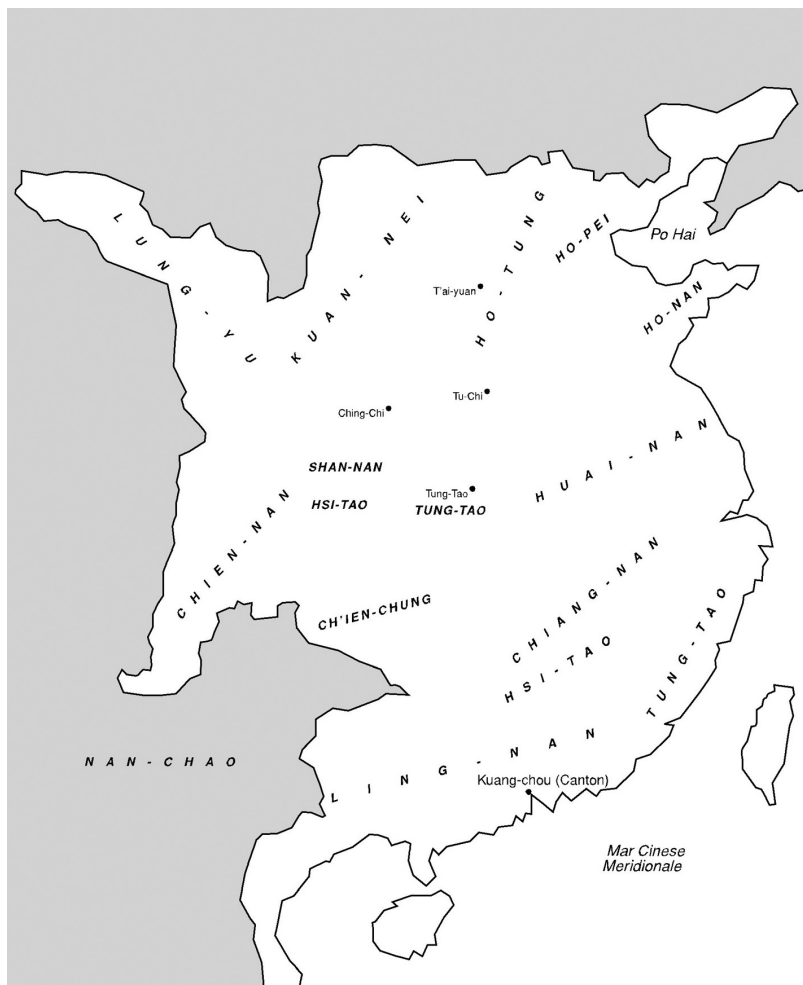 LUNG-YU
KUAN-NEI
HO-TUNG
HO-PEI
Po Hai
T'ai-yuan
HO-NAN
Tu-Chi
Ching-Chi
SHAN-NAN
HSI-TAO
Tung-Tao
TUNG-TAO
HUAI-NAN
CHIEN-NAN
CH'IEN-CHUNG
CHIANG-NAN
HSI-TAO
TUNG-TAO
NAN-CHAO
LING-NAN
Kuang-chou (Canton)
Mar Cinese
Meridionale